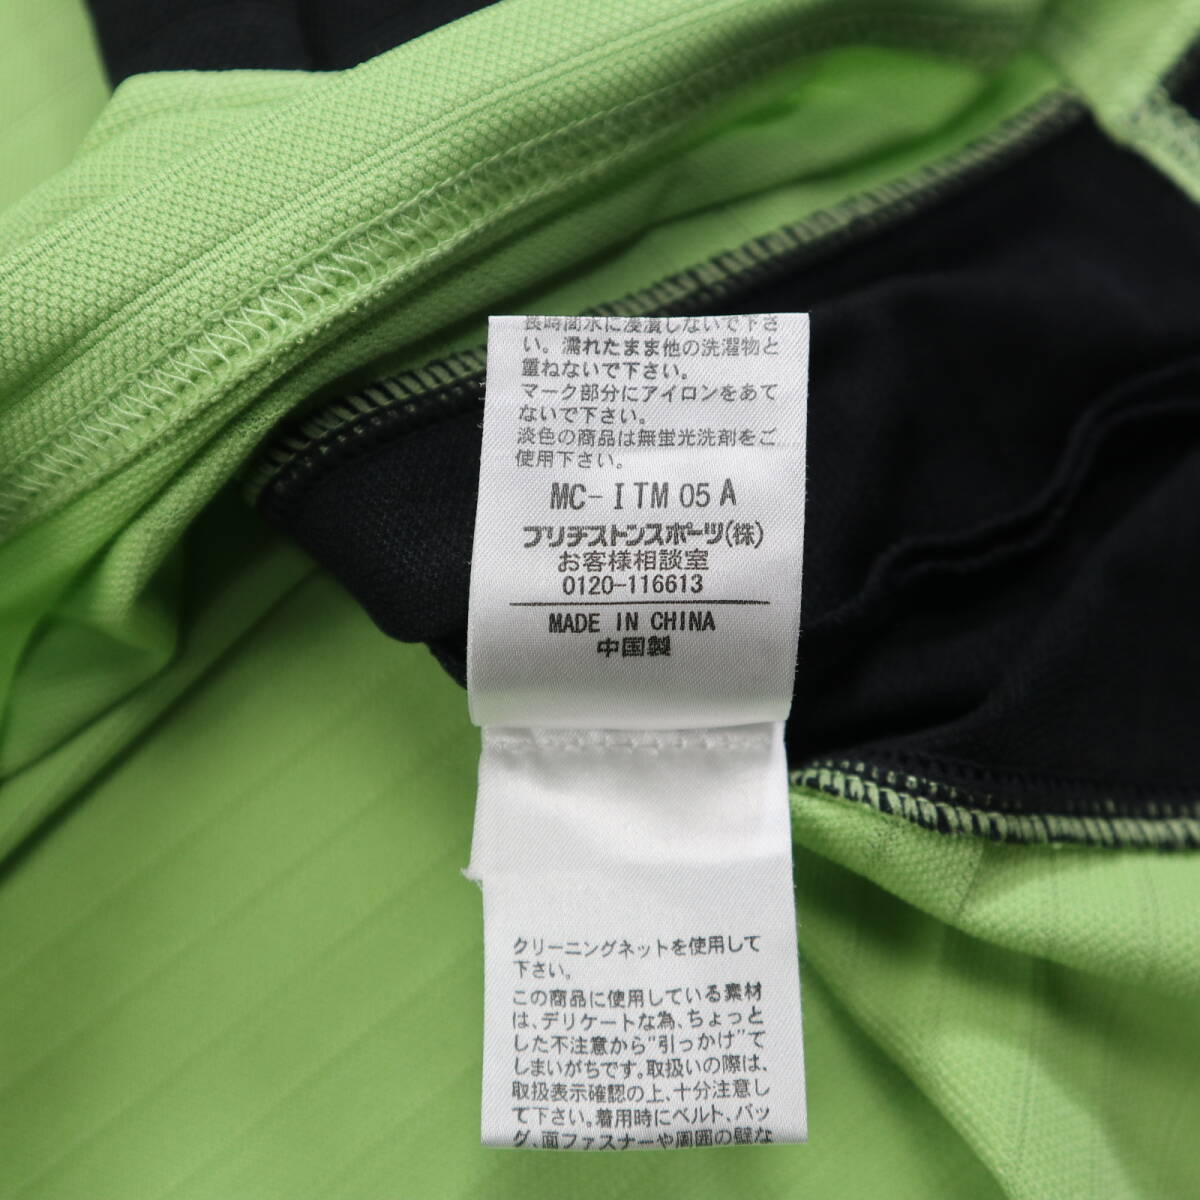 長時間水に浸漬しないで下さ
い。濡れたまま他の洗濯物と
重ねないで下さい。
マーク部分にアイロンをあて
ないで下さい。
淡色の商品は無蛍光洗剤をご
使用下さい。
MC-ITM 05 A
ブリヂストンスポーツ(株)
お客様相談室
0120-116613
MADE IN CHINA
中国製
クリーニングネットを使用して
下さい。
この商品に使用している素材
は、デリケートな為、ちょっと
した不注意から"引っかけ"て
しまいがちです。取扱いの際は、
取扱表示確認の上、十分注意し
て下さい。着用時にベルト、バッ
グ、面ファスナーや周囲の壁な